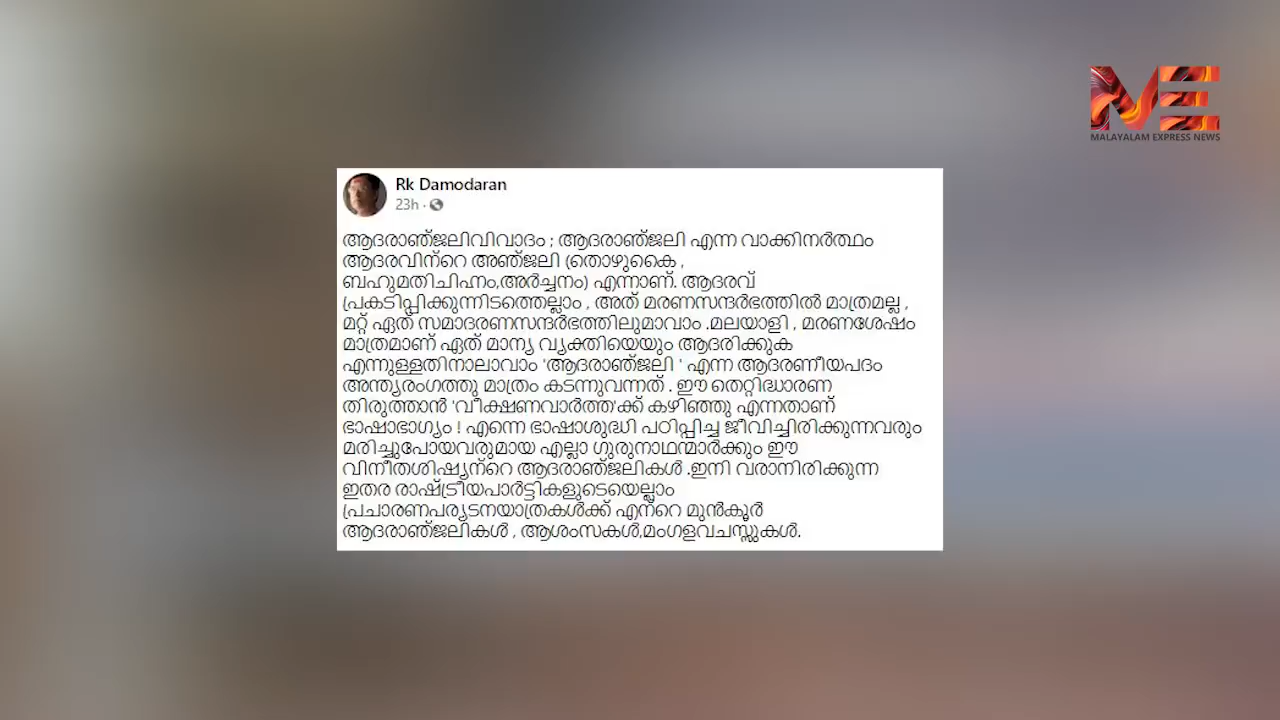 MALAYALAM EXPRESS NEWS
Rk Damodaran
23h ·
ആദരാഞ്ജലിവിവാദം ; ആദരാഞ്ജലി എന്ന വാക്കിനർത്ഥം
ആദരവിന്റെ അഞ്ജലി (തൊഴുകൈ ,
ബഹുമതിചിഹ്നം,അർച്ചനം) എന്നാണ്. ആദരവ്
പ്രകടിപ്പിക്കുന്നിടത്തെല്ലാം , അത് മരണസന്ദർഭത്തിൽ മാത്രമല്ല ,
മറ്റ് ഏത് സമാദരണസന്ദർഭത്തിലുമാവാം .മലയാളി , മരണശേഷം
മാത്രമാണ് ഏത് മാന്യ വ്യക്തിയെയും ആദരിക്കുക
എന്നുള്ളതിനാലാവാം 'ആദരാഞ്ജലി ' എന്ന ആദരണീയപദം
അന്ത്യരംഗത്തു മാത്രം കടന്നുവന്നത് . ഈ തെറ്റിദ്ധാരണ
തിരുത്താൻ 'വീക്ഷണവാർത്ത'ക്ക് കഴിഞ്ഞു എന്നതാണ്
ഭാഷാഭാഗ്യം ! എന്നെ ഭാഷാശുദ്ധി പഠിപ്പിച്ച ജീവിച്ചിരിക്കുന്നവരും
മരിച്ചുപോയവരുമായ എല്ലാ ഗുരുനാഥന്മാർക്കും ഈ
വിനീതശിഷ്യന്റെ ആദരാഞ്ജലികൾ .ഇനി വരാനിരിക്കുന്ന
ഇതര രാഷ്ട്രീയപാർട്ടികളുടെയെല്ലാം
പ്രചാരണപര്യടനയാത്രകൾക്ക് എന്റെ മുൻകൂർ
ആദരാഞ്ജലികൾ , ആശംസകൾ,മംഗളവചസ്സുകൾ.